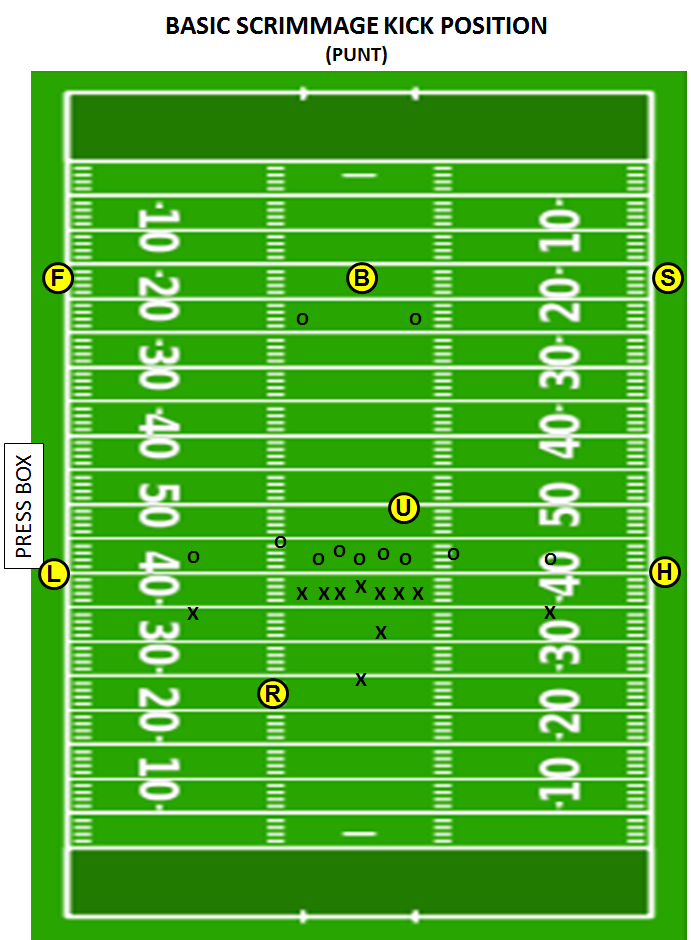 BASIC SCRIMMAGE KICK POSITION
(PUNT)
10 10
F B S
20 20
O O
30 30
40 40
50 50
PRESS BOX
U
O O O O O O O O O
L H
40 40
X X X X X X X
X X
X
30 30
X
R
20 20
10 10